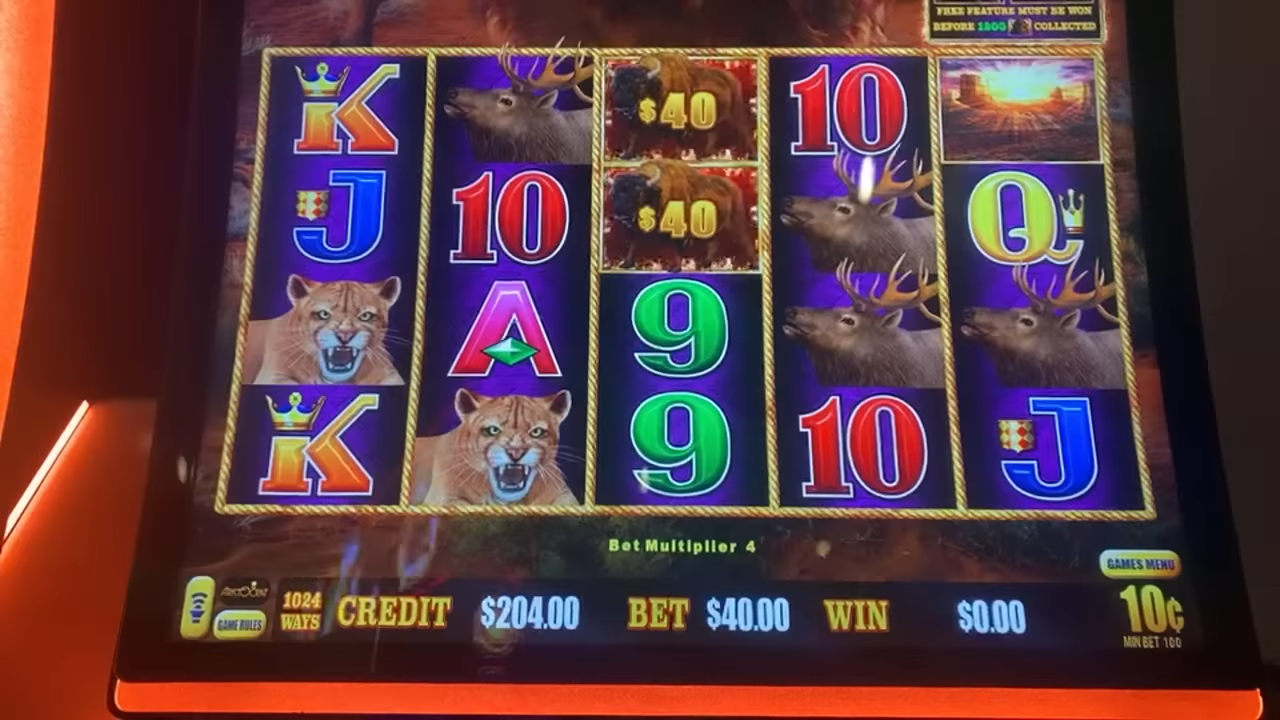 FREE FEATURE MUST BE WON
BEFORE 1800 COLLECTED
K $40 10
J 10 $40 Q
A 9
K 9 10 J
Bet Multiplier 4
GAMES MENU
ARISTOCRAT
GAME RULES
1024 WAYS
CREDIT $204.00 BET $40.00 WIN $0.00
10¢
MIN BET 100